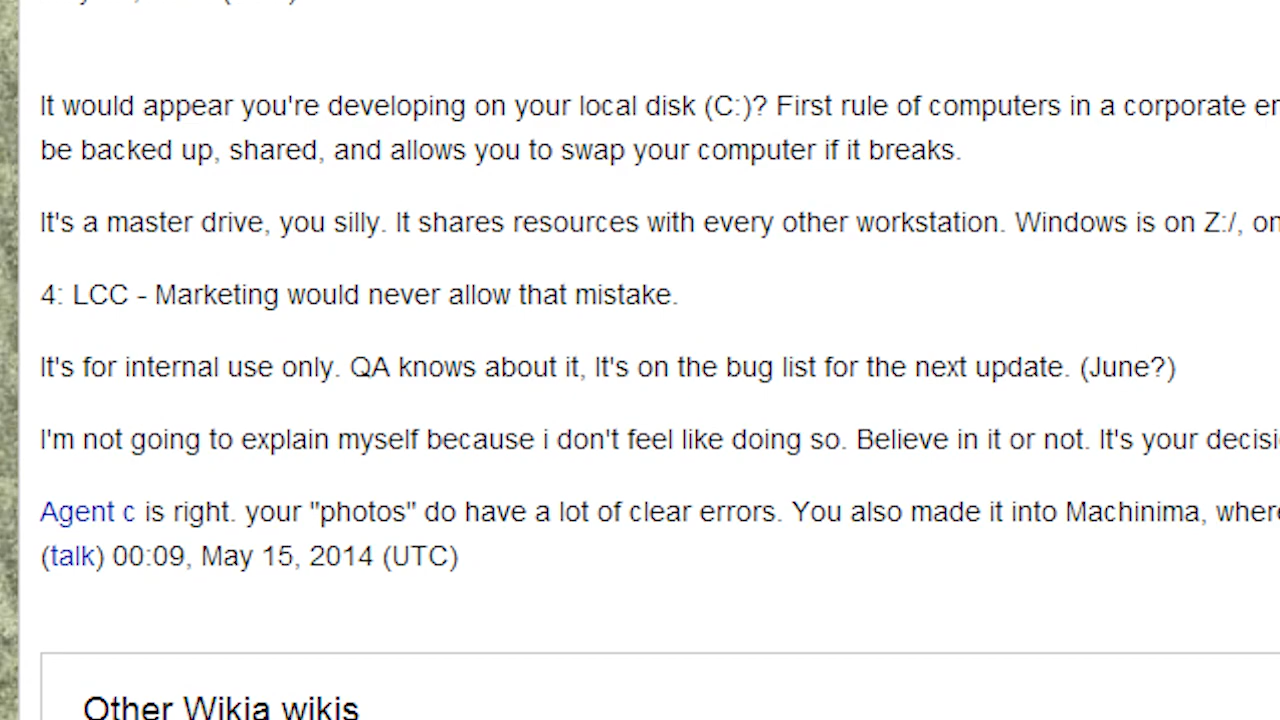 It would appear you're developing on your local disk (C:)? First rule of computers in a corporate
be backed up, shared, and allows you to swap your computer if it breaks.
It's a master drive, you silly. It shares resources with every other workstation. Windows is on Z:/,
4: LCC - Marketing would never allow that mistake.
It's for internal use only. QA knows about it, It's on the bug list for the next update. (June?)
I'm not going to explain myself because i don't feel like doing so. Believe in it or not. It's your
Agent c is right. your "photos" do have a lot of clear errors. You also made it into Machinima,
(talk) 00:09, May 15, 2014 (UTC)
Other Wikia wikis